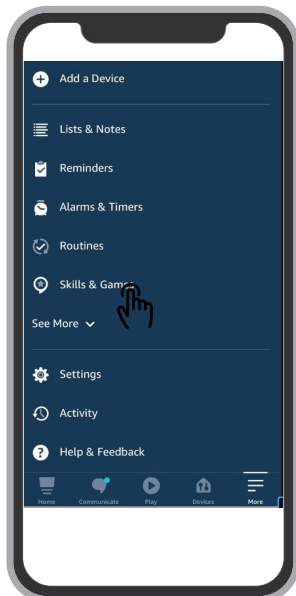 Add a Device
Lists & Notes
Reminders
Alarms & Timers
Routines
Skills & Games
See More
Settings
Activity
Help & Feedback
Home Communicate Play Devices More